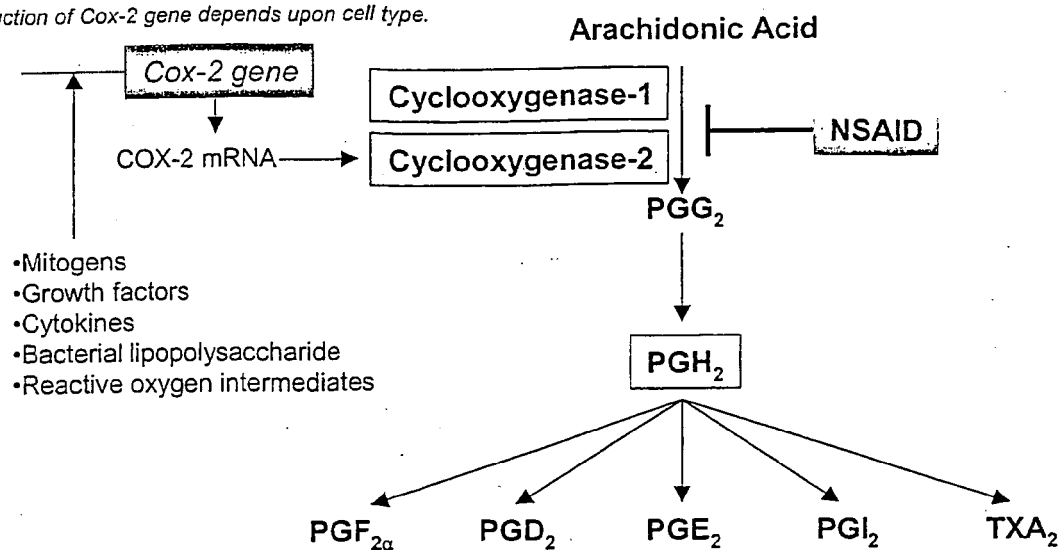 of Cox-2 gene depends upon cell type.
Arachidonic Acid
Cox-2 gene
Cyclooxygenase-1
NSAID
COX-2 mRNA
Cyclooxygenase-2
PGG₂
•Mitogens
•Growth factors
•Cytokines
•Bacterial lipopolysaccharide
•Reactive oxygen intermediates
PGH₂
PGF₂α PGD₂ PGE₂ PGI₂ TXA₂